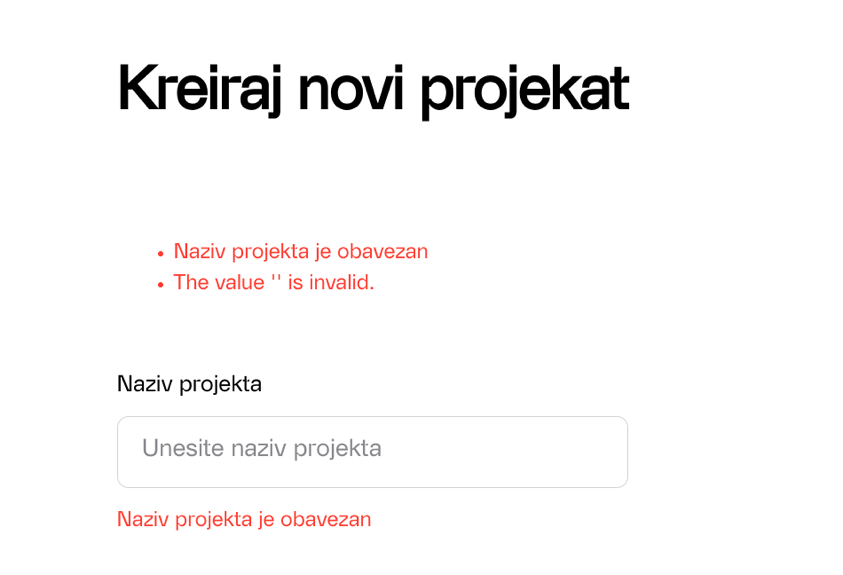 Kreiraj novi projekat
• Naziv projekta je obavezan
• The value '' is invalid.
Naziv projekta
Unesite naziv projekta
Naziv projekta je obavezan